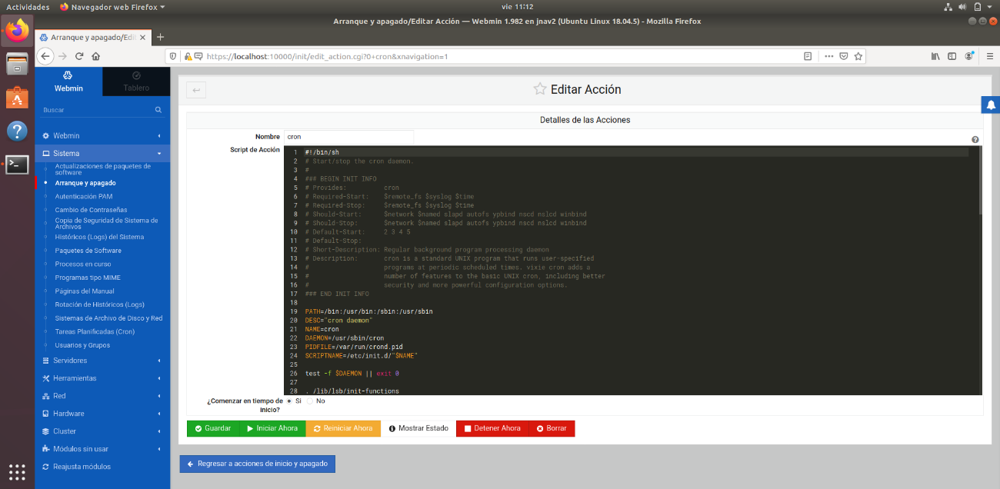 Actividades Navegador web Firefox vie 11:12
Arranque y apagado/Editar Acción — Webmin 1.982 en jnav2 (Ubuntu Linux 18.04.5) - Mozilla Firefox
Arranque y apagado/Edit
https://localhost:10000/init/edit_action.cgi?0+cron&xnavigation=1
Webmin
Tablero
Buscar
Webmin
Sistema
Actualizaciones de paquetes de
software
Arranque y apagado
Autenticación PAM
Cambio de Contraseñas
Copia de Seguridad de Sistema de
Archivos
Históricos (Logs) del Sistema
Paquetes de Software
Procesos en curso
Programas tipo MIME
Páginas del Manual
Rotación de Históricos (Logs)
Sistemas de Archivo de Disco y Red
Tareas Planificadas (Cron)
Usuarios y Grupos
Servidores
Herramientas
Red
Hardware
Cluster
Módulos sin usar
Reajusta módulos
Editar Acción
Detalles de las Acciones
Nombre cron
Script de Acción
1 #!/bin/sh
2 # Start/stop the cron daemon.
3 #
4 ### BEGIN INIT INFO
5 # Provides: cron
6 # Required-Start: $remote_fs $syslog $time
7 # Required-Stop: $remote_fs $syslog $time
8 # Should-Start: $network $named slapd autofs ypbind nscd nslcd winbind
9 # Should-Stop: $network $named slapd autofs ypbind nscd nslcd winbind
10 # Default-Start: 2 3 4 5
11 # Default-Stop:
12 # Short-Description: Regular background program processing daemon
13 # Description: cron is a standard UNIX program that runs user-specified
14 # programs at periodic scheduled times. vixie cron adds a
15 # number of features to the basic UNIX cron, including better
16 # security and more powerful configuration options.
17 ### END INIT INFO
18
19 PATH=/bin:/usr/bin:/sbin:/usr/sbin
20 DESC="cron daemon"
21 NAME=cron
22 DAEMON=/usr/sbin/cron
23 PIDFILE=/var/run/crond.pid
24 SCRIPTNAME=/etc/init.d/"$NAME"
25
26 test -f $DAEMON || exit 0
27
28 . /lib/lsb/init-functions
¿Comenzar en tiempo de
inicio?
Sí No
Guardar Iniciar Ahora Reiniciar Ahora Mostrar Estado Detener Ahora Borrar
Regresar a acciones de inicio y apagado